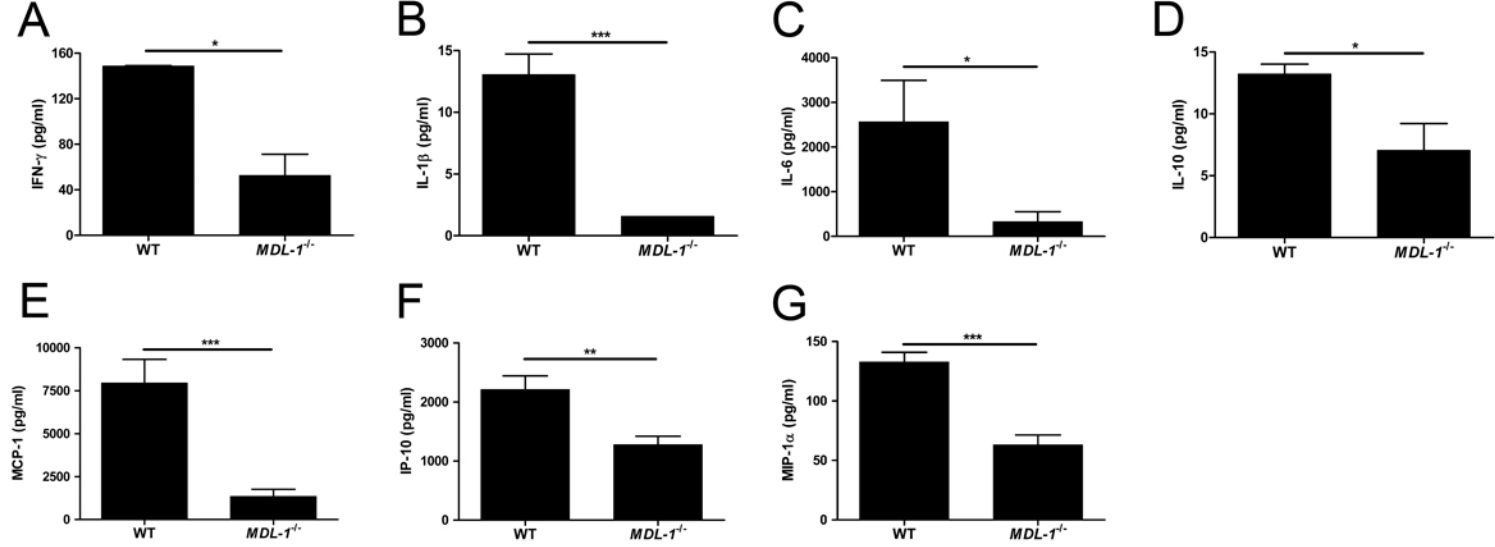 A
*
160
120
80
40
0
IFN-γ (pg/ml)
WT
MDL-1-/-
B
***
15
10
5
0
IL-1β (pg/ml)
WT
MDL-1-/-
C
*
4000
3000
2000
1000
0
IL-6 (pg/ml)
WT
MDL-1-/-
D
*
15
10
5
0
IL-10 (pg/ml)
WT
MDL-1-/-
E
***
10000
7500
5000
2500
0
MCP-1 (pg/ml)
WT
MDL-1-/-
F
**
3000
2000
1000
0
IP-10 (pg/ml)
WT
MDL-1-/-
G
***
150
100
50
0
MIP-1α (pg/ml)
WT
MDL-1-/-